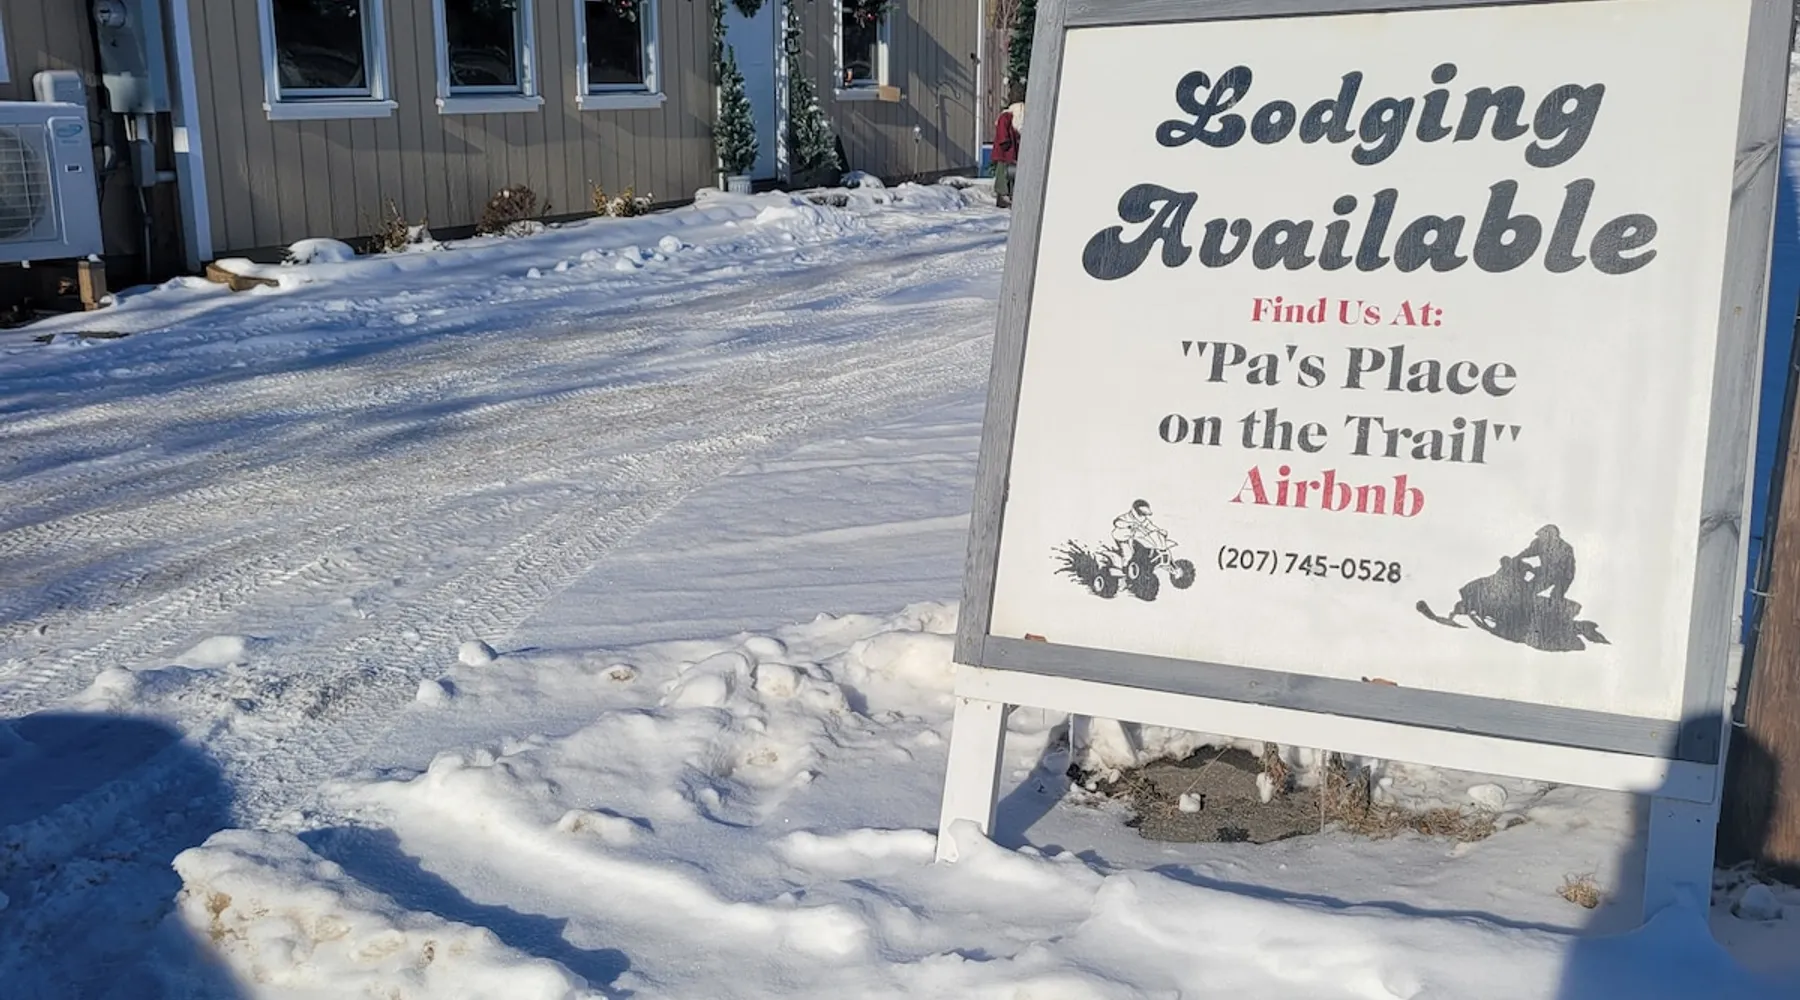 Lodging
Available
Find Us At:
"Pa's Place
on the Trail"
Airbnb
(207) 745-0528